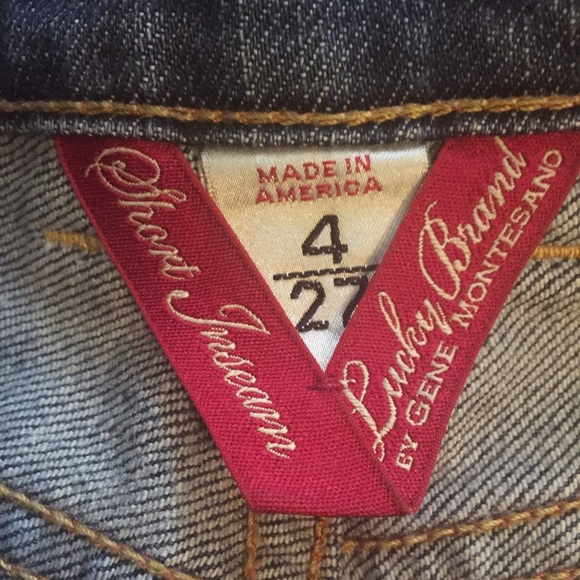 Short Inseam
MADE IN
AMERICA
4
27
Lucky Brand
BY GENE MONTESANO